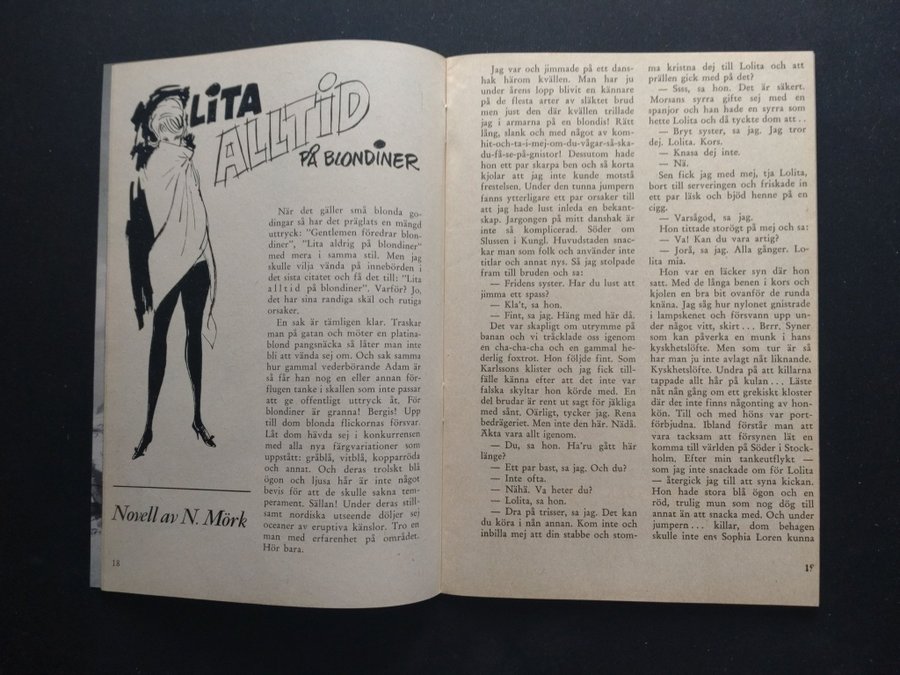 LITA
ALLTID
PÅ BLONDINER
När det gäller små blonda go-
dingar så har det präglats en mängd
uttryck: ”Gentlemen föredrar blon-
diner”, ”Lita aldrig på blondiner”
med mera i samma stil. Men jag
skulle vilja vända på innebörden i
det sista citatet och få det till: ”Lita
alltid på blondiner”. Varför? Jo,
det har sina randiga skäl och rutiga
orsaker.
En sak är tämligen klar. Traskar
man på gatan och möter en platina-
blond pangsnäcka så låter man inte
bli att vända sej om. Och sak samma
hur gammal vederbörande Adam är
så får han nog en eller annan för-
flugen tanke i skallen som inte passar
att ge offentligt uttryck åt. För
blondiner är granna! Bergis! Upp
till dom blonda flickornas försvar.
Låt dom hävda sej i konkurrensen
med alla nya färgvariationer som
uppstått: gråblå, vitblå, kopparröda
och annat. Och deras trolskt blå
ögon och ljusa hår är inte något
bevis för att de skulle sakna tem-
perament. Sällan! Under deras still-
samt nordiska utseende döljer sej
oceaner av eruptiva känslor. Tro en
man med erfarenhet på området.
Hör bara.
Novell av N. Mörk
18
Jag var och jimmade på ett dans-
hak härom kvällen. Man har ju
under årens lopp blivit en kännare
på de flesta arter av släktet brud
men just den där kvällen trillade
jag i armarna på en blondis! Rätt
lång, slank och med något av kom-
hit-och-ta-i-mej-om-du-vågar-så-ska-
du-få-se-på-gnistor! Dessutom hade
hon ett par skarpa ben och så korta
kjolar att jag inte kunde motstå
frestelsen. Under den tunna jumpern
fanns ytterligare ett par orsaker till
att jag hade lust inleda en bekant-
skap. Jargongen på mitt danshak är
inte så komplicerad. Söder om
Slussen i Kungl. Huvudstaden snac-
kar man som folk och använder inte
titlar och annat nys. Så jag stolpade
fram till bruden och sa:
— Fridens syster. Har du lust att
jimma ett spass?
— Kla't, sa hon.
— Fint, sa jag. Häng med här då.
Det var skapligt om utrymme på
banan och vi tråcklade oss igenom
en cha-cha-cha och en gammal he-
derlig foxtrot. Hon följde fint. Som
Karlssons klister och jag fick till-
fälle känna efter att det inte var
falska skyltar hon körde med. En
del brudar är rent ut sagt för jäkliga
med sånt. Oärligt, tycker jag. Rena
bedrägeriet. Men inte den här. Nädå.
Äkta vara allt igenom.
— Du, sa hon. Ha'ru gått här
länge?
— Ett par bast, sa jag. Och du?
— Inte ofta.
— Nähä. Va heter du?
— Lolita, sa hon.
— Dra på trisser, sa jag. Det kan
du köra i nån annan. Kom inte och
inbilla mej att din stabbe och stom-
ma kristna dej till Lolita och att
prällen gick med på det?
— Ssss, sa hon. Det är säkert.
Morsans syrra gifte sej med en
spanjor och han hade en syrra som
hette Lolita och då tyckte dom att . .
— Bryt syster, sa jag. Jag tror
dej. Lolita. Kors.
— Knasa dej inte.
— Nä.
Sen fick jag med mej, tja Lolita,
bort till serveringen och friskade in
ett par läsk och bjöd henne på en
cigg.
— Varsågod, sa jag.
Hon tittade storögt på mej och sa:
— Va! Kan du vara artig?
— Jorå, sa jag. Alla gånger. Lo-
lita mia.
Hon var en läcker syn där hon
satt. Med de långa benen i kors och
kjolen en bra bit ovanför de runda
knäna. Jag såg hur nylonet gnistrade
i lampskenet och försvann upp un-
der något vitt, skirt . . . Brrr. Syner
som kan påverka en munk i hans
kyskhetslöfte. Men som tur är så
har man ju inte avlagt nåt liknande.
Kyskhetslöfte. Undra på att killarna
tappade allt hår på kulan . . . Läste
nåt nån gång om ett grekiskt kloster
där det inte finns någonting av hon-
kön. Till och med höns var port-
förbjudna. Ibland förstår man att
vara tacksam att försynen lät en
komma till världen på Söder i Stock-
holm. Efter min tankeutflykt —
som jag inte snackade om för Lolita
— återgick jag till att syna kickan.
Hon hade stora blå ögon och en
röd, trulig mun som nog dög till
annat än att snacka med. Och under
jumpern . . . killar, dom behagen
skulle inte ens Sophia Loren kunna
19